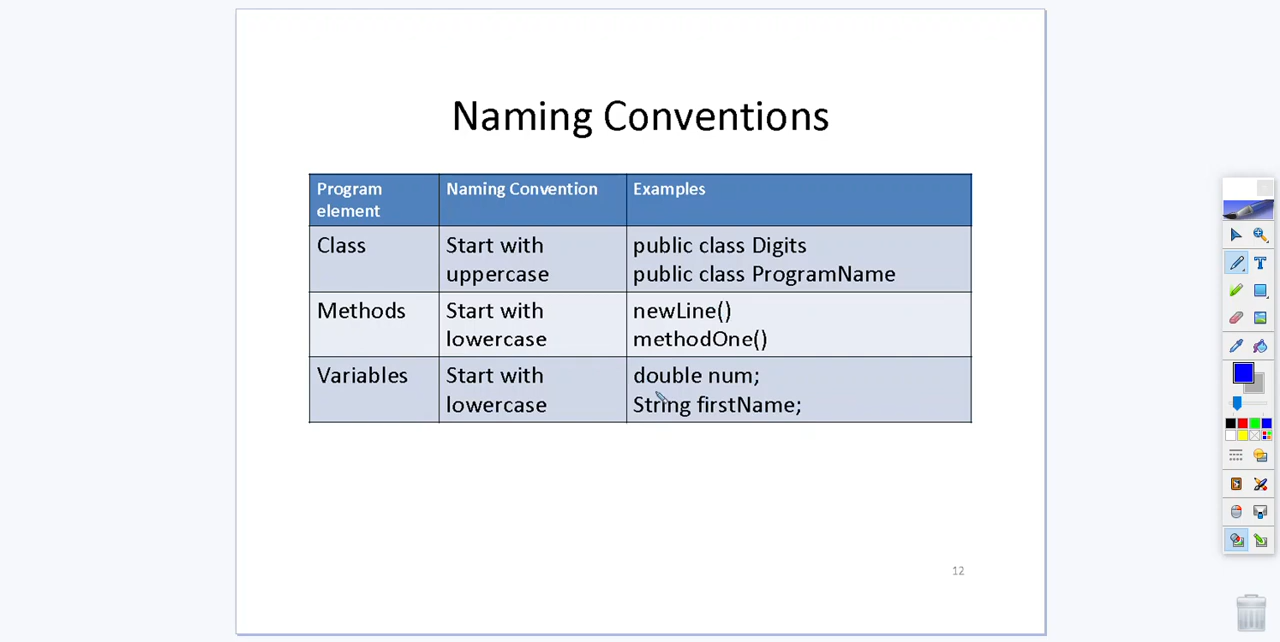 Naming Conventions
Program element
Naming Convention
Examples
Class
Start with uppercase
public class Digits
public class ProgramName
Methods
Start with lowercase
newLine()
methodOne()
Variables
Start with lowercase
double num;
String firstName;
12
T